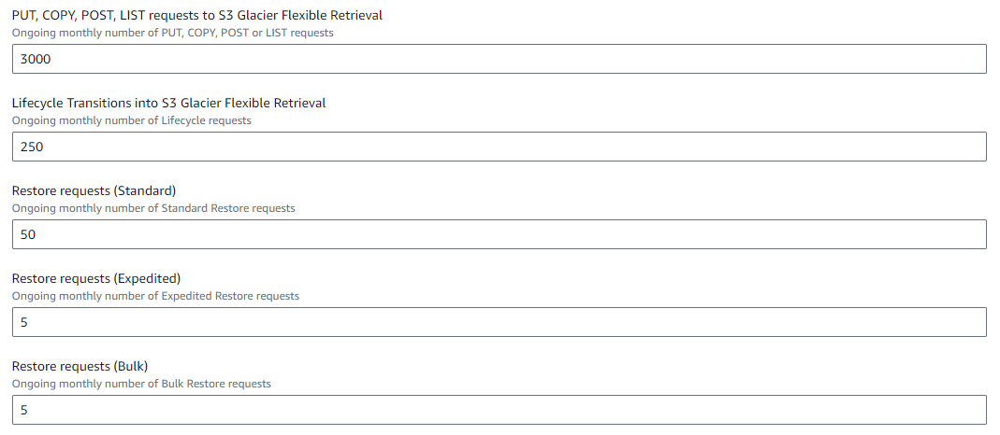 PUT, COPY, POST, LIST requests to S3 Glacier Flexible Retrieval
Ongoing monthly number of PUT, COPY, POST or LIST requests
3000
Lifecycle Transitions into S3 Glacier Flexible Retrieval
Ongoing monthly number of Lifecycle requests
250
Restore requests (Standard)
Ongoing monthly number of Standard Restore requests
50
Restore requests (Expedited)
Ongoing monthly number of Expedited Restore requests
5
Restore requests (Bulk)
Ongoing monthly number of Bulk Restore requests
5